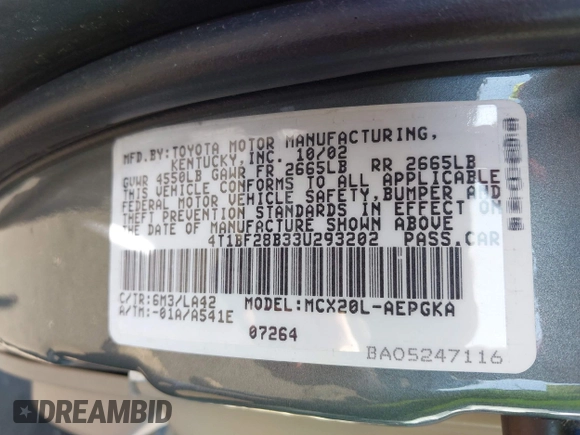 MFD.BY:TOYOTA MOTOR MANUFACTURING,
KENTUCKY,INC. 10/02
GVWR 4550LB GAWR FR 2665LB RR 2665LB
THIS VEHICLE CONFORMS TO ALL APPLICABLE
FEDERAL MOTOR VEHICLE SAFETY,BUMPER AND
THEFT PREVENTION STANDARDS IN EFFECT ON
THE DATE OF MANUFACTURE SHOWN ABOVE
4T1BF28B33U293202 PASS.CAR
C/TR:6M3/LA42 MODEL:MCX20L-AEPGKA
A/TM:-01A/A541E
07264
BA05247116
DREAMBID